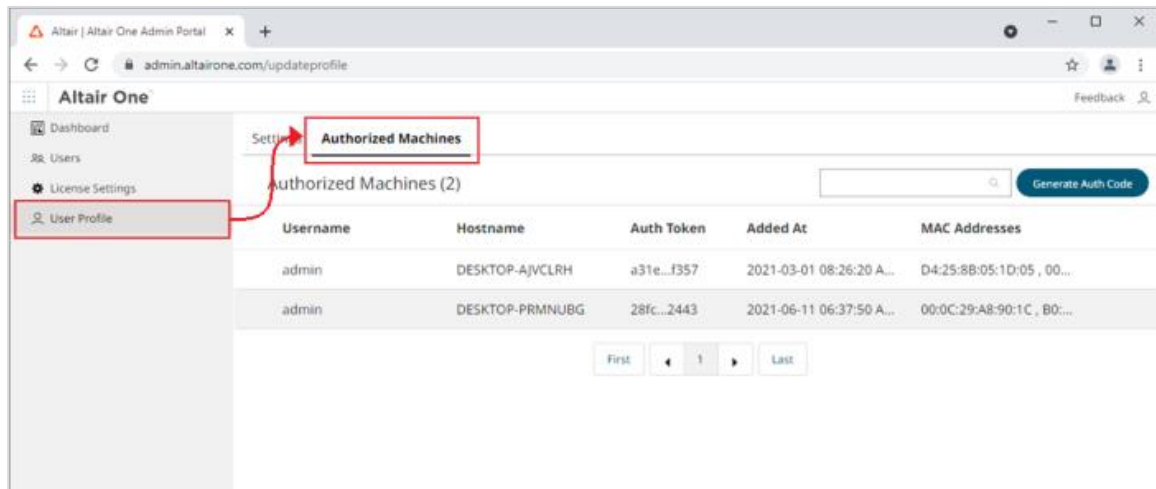 Altair | Altair One Admin Portal
admin.altairone.com/updateprofile
Altair One
Feedback
Dashboard
Users
License Settings
User Profile
Authorized Machines
Authorized Machines (2)
Generate Auth Code
Username Hostname Auth Token Added At MAC Addresses
admin DESKTOP-AJVCLRH a31e...f357 2021-03-01 08:26:20 A... D4:25:8B:05:1D:05 , 00...
admin DESKTOP-PRMNUBG 28fc...2443 2021-06-11 06:37:50 A... 00:0C:29:A8:90:1C , B0:...
First 1 Last